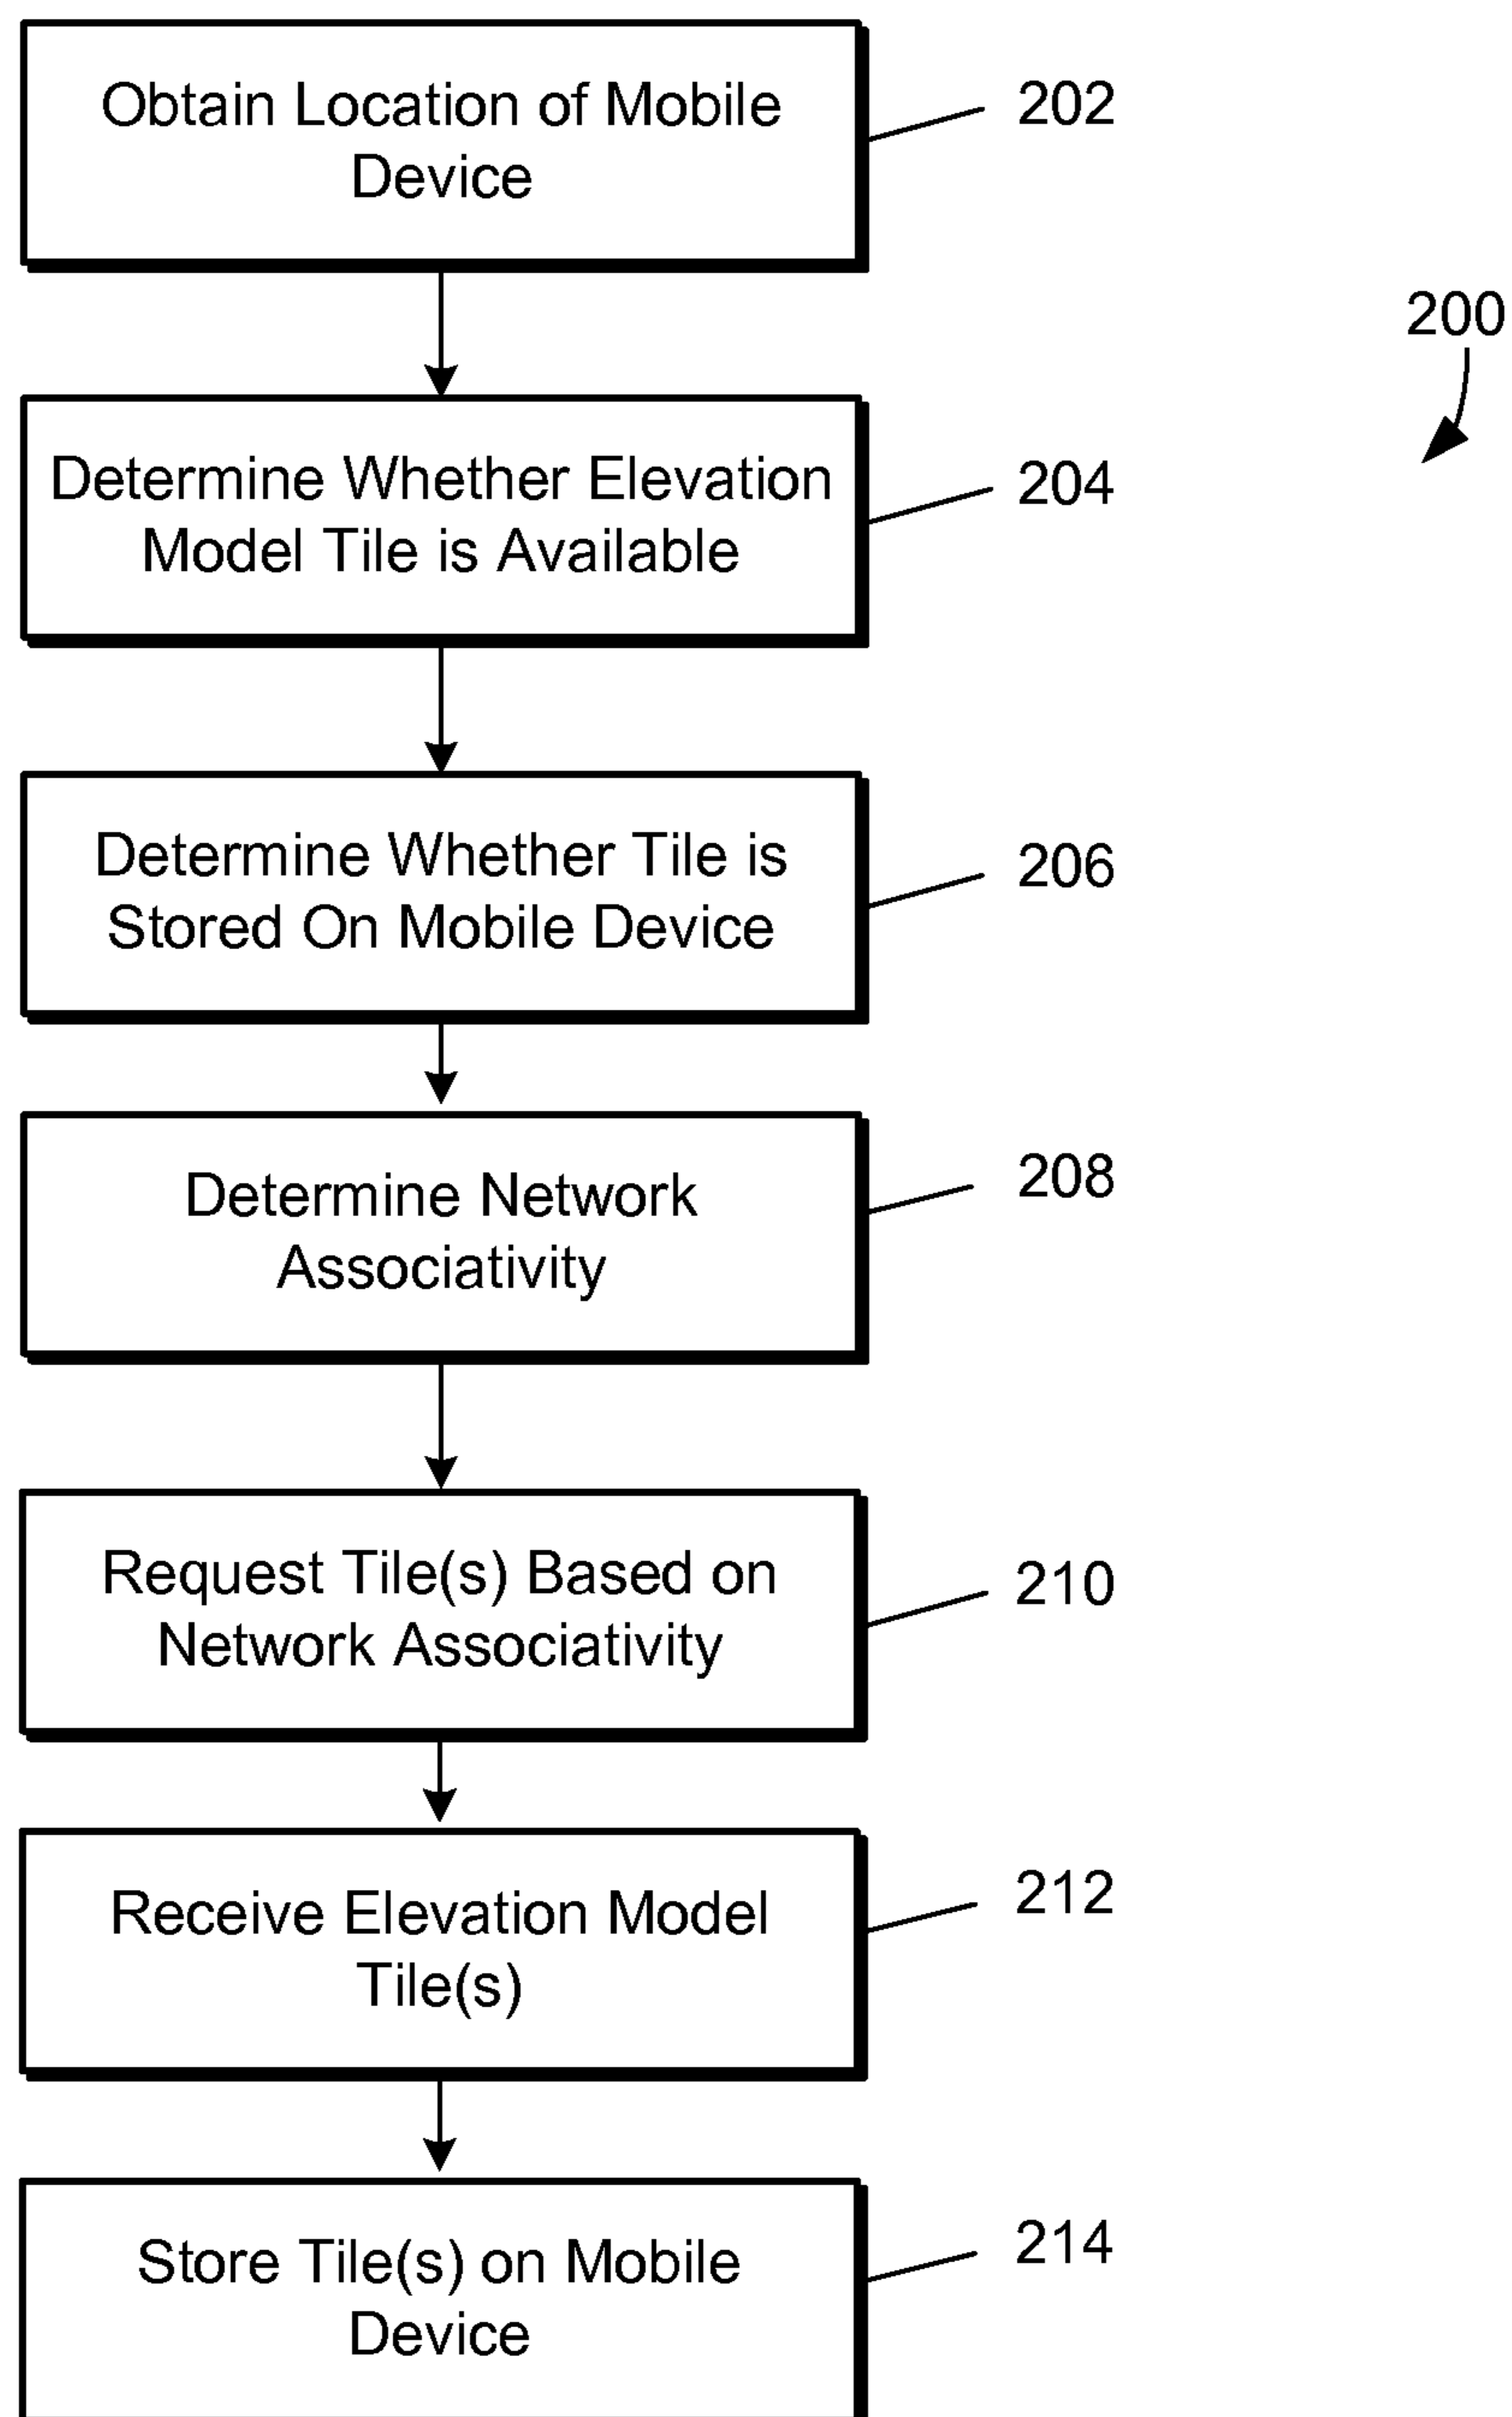 Obtain Location of Mobile
Device
202
200
Determine Whether Elevation
Model Tile is Available
204
Determine Whether Tile is
Stored On Mobile Device
206
Determine Network
Associativity
208
Request Tile(s) Based on
Network Associativity
210
Receive Elevation Model
Tile(s)
212
Store Tile(s) on Mobile
Device
214